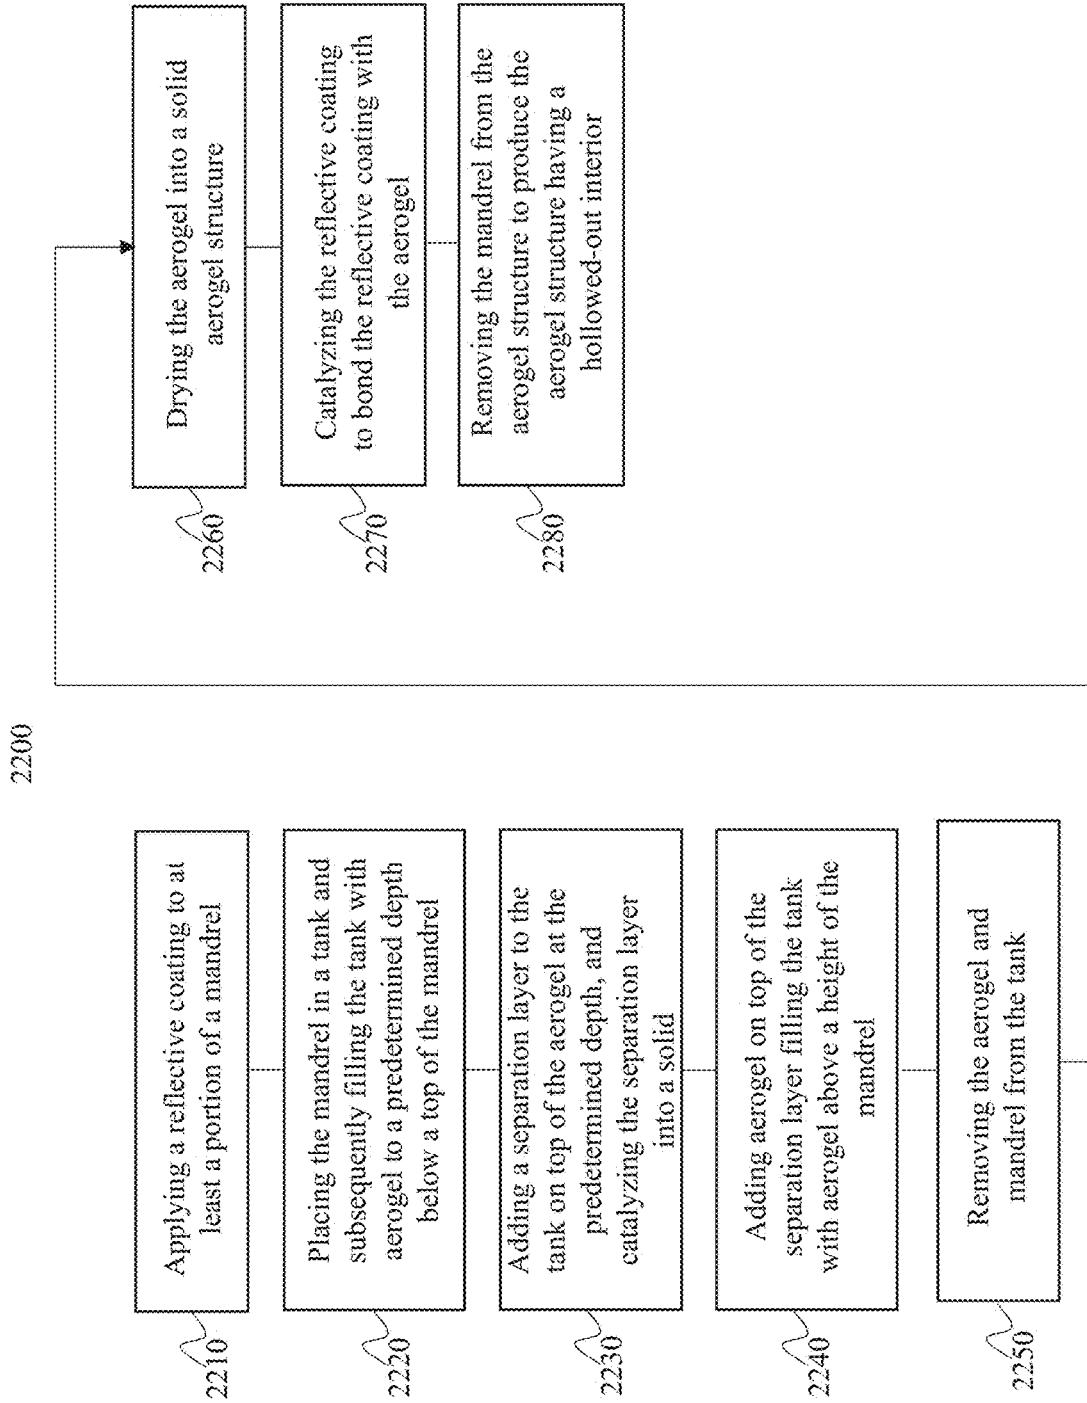 2200
Applying a reflective coating to at
least a portion of a mandrel
2210
Placing the mandrel in a tank and
subsequently filling the tank with
aerogel to a predetermined depth
below a top of the mandrel
2220
Adding a separation layer to the
tank on top of the aerogel at the
predetermined depth, and
catalyzing the separation layer
into a solid
2230
Adding aerogel on top of the
separation layer filling the tank
with aerogel above a height of the
mandrel
2240
Removing the aerogel and
mandrel from the tank
2250
Drying the aerogel into a solid
aerogel structure
2260
Catalyzing the reflective coating
to bond the reflective coating with
the aerogel
2270
Removing the mandrel from the
aerogel structure to produce the
aerogel structure having a
hollowed-out interior
2280